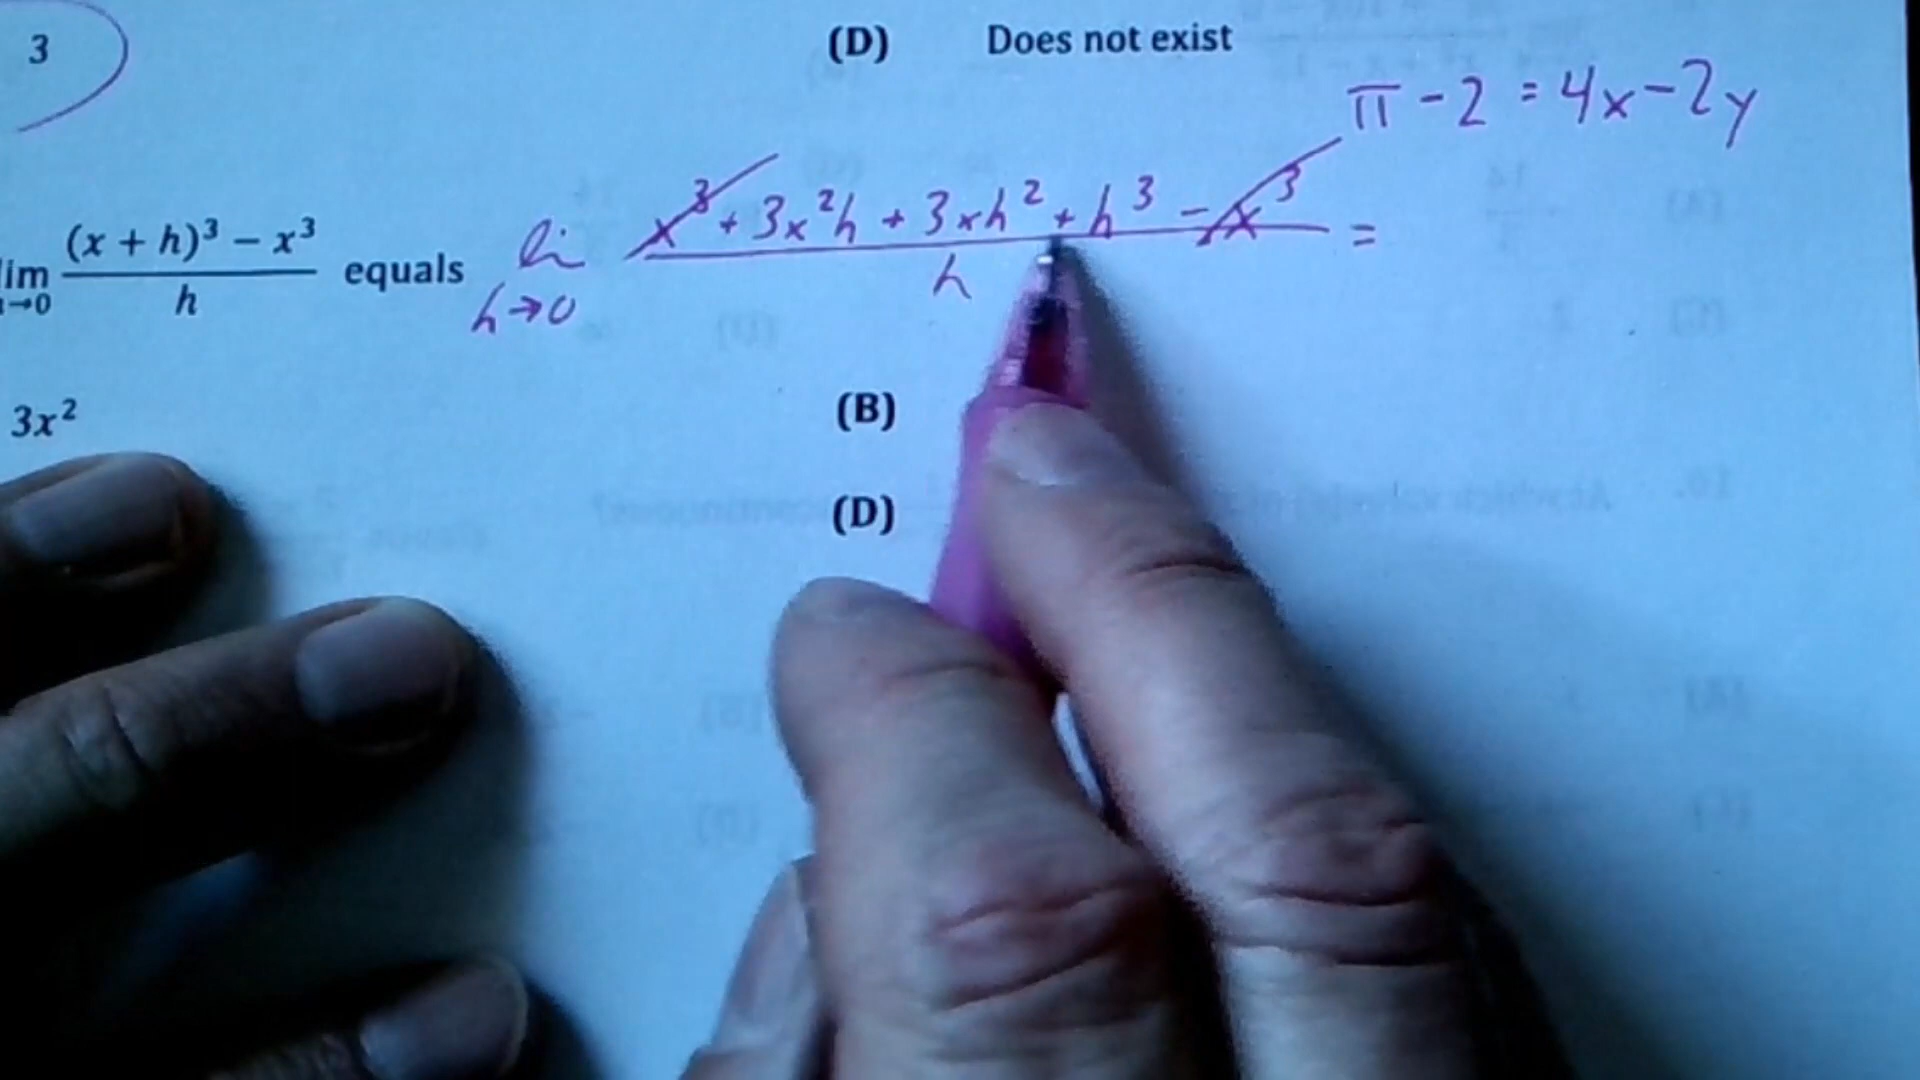 3
(D) Does not exist
π - 2 = 4x - 2y
lim h→0 ((x + h)³ − x³)/h equals
li h→0 (x³ + 3x²h + 3xh² + h³ - x³)/h =
3x²
(B)
(D)